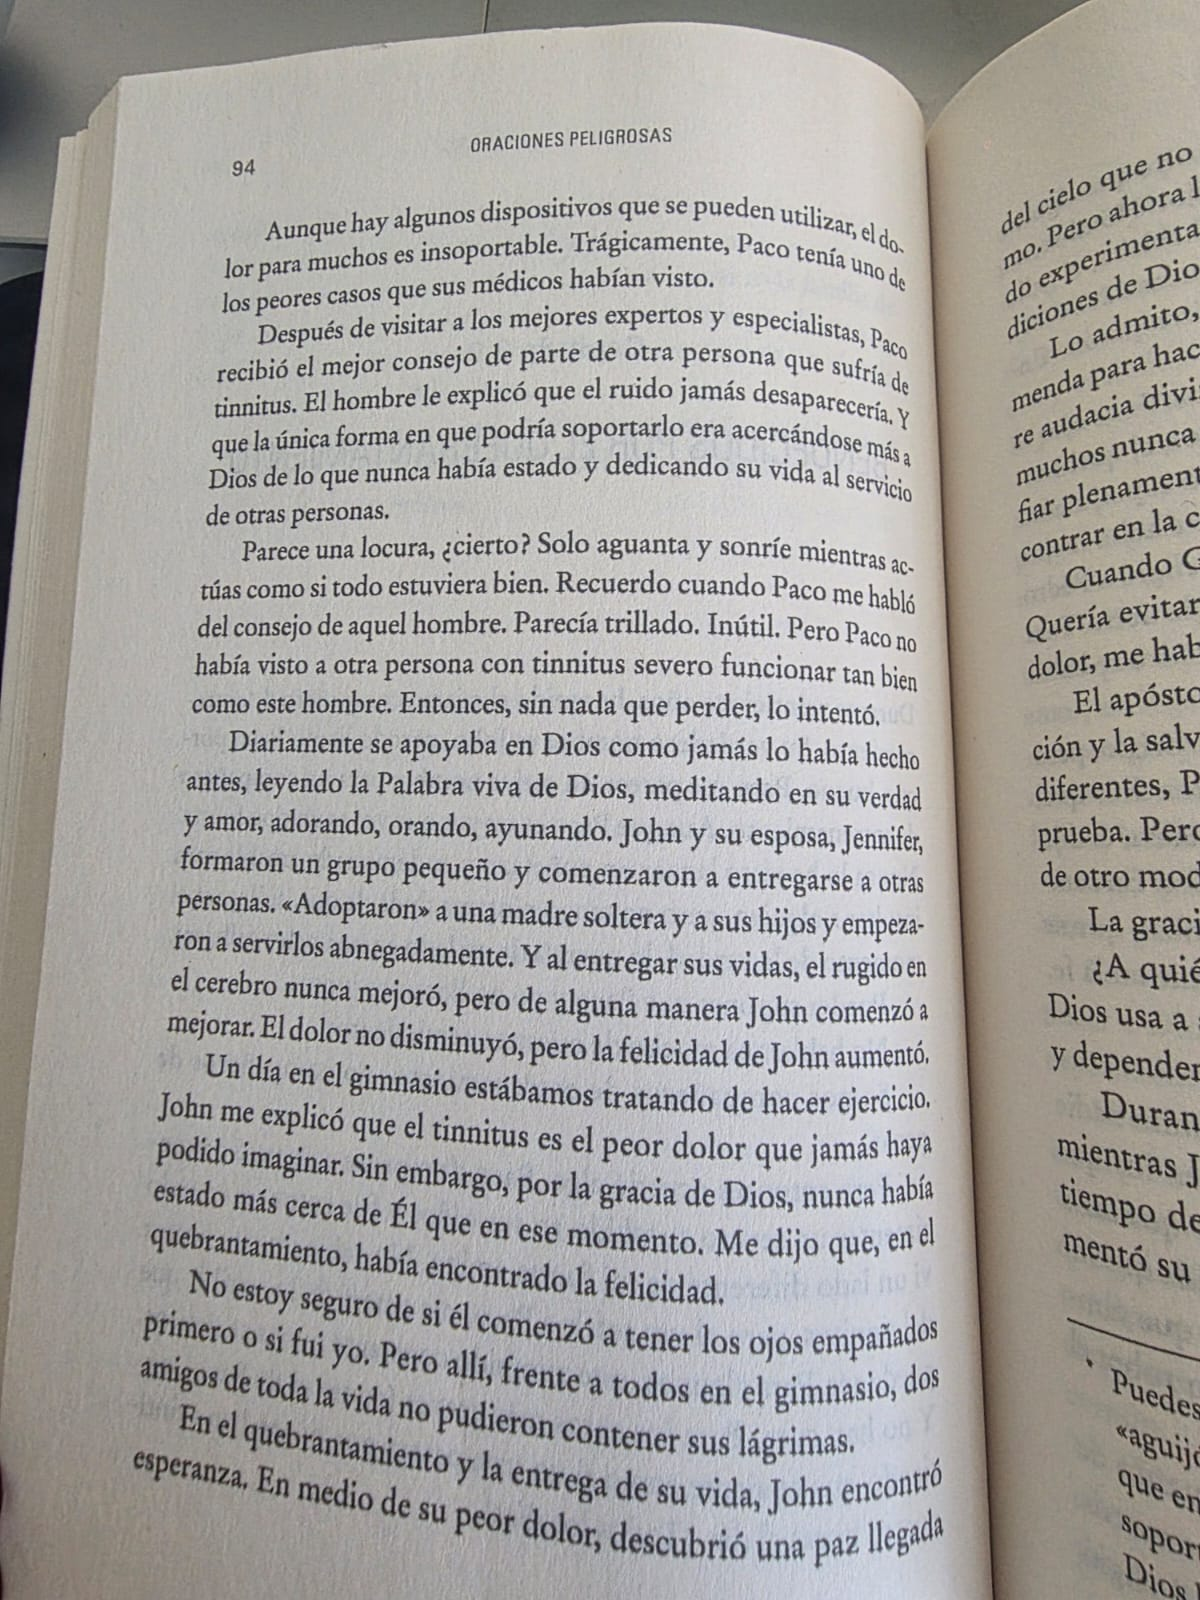 94
ORACIONES PELIGROSAS
Aunque hay algunos dispositivos que se pueden utilizar, el do-
lor para muchos es insoportable. Trágicamente, Paco tenía uno de
los peores casos que sus médicos habían visto.
Después de visitar a los mejores expertos y especialistas, Paco
recibió el mejor consejo de parte de otra persona que sufría de
tinnitus. El hombre le explicó que el ruido jamás desaparecería. Y
que la única forma en que podría soportarlo era acercándose más a
Dios de lo que nunca había estado y dedicando su vida al servicio
de otras personas.
Parece una locura, ¿cierto? Solo aguanta y sonríe mientras ac-
túas como si todo estuviera bien. Recuerdo cuando Paco me habló
del consejo de aquel hombre. Parecía trillado. Inútil. Pero Paco no
había visto a otra persona con tinnitus severo funcionar tan bien
como este hombre. Entonces, sin nada que perder, lo intentó.
Diariamente se apoyaba en Dios como jamás lo había hecho
antes, leyendo la Palabra viva de Dios, meditando en su verdad
y amor, adorando, orando, ayunando. John y su esposa, Jennifer,
formaron un grupo pequeño y comenzaron a entregarse a otras
personas. «Adoptaron» a una madre soltera y a sus hijos y empeza-
ron a servirlos abnegadamente. Y al entregar sus vidas, el rugido en
el cerebro nunca mejoró, pero de alguna manera John comenzó a
mejorar. El dolor no disminuyó, pero la felicidad de John aumentó.
Un día en el gimnasio estábamos tratando de hacer ejercicio.
John me explicó que el tinnitus es el peor dolor que jamás haya
podido imaginar. Sin embargo, por la gracia de Dios, nunca había
estado más cerca de Él que en ese momento. Me dijo que, en el
quebrantamiento, había encontrado la felicidad.
No estoy seguro de si él comenzó a tener los ojos empañados
primero o si fui yo. Pero allí, frente a todos en el gimnasio, dos
amigos de toda la vida no pudieron contener sus lágrimas.
En el quebrantamiento y la entrega de su vida, John encontró
esperanza. En medio de su peor dolor, descubrió una paz llegada
del cielo que no
mo. Pero ahora
do experimenta
diciones de Dio
Lo admito,
menda para hac
re audacia divi
muchos nunca
fiar plenament
contrar en la c
Cuando G
Quería evitar
dolor, me hab
El apósto
ción y la salv
diferentes, P
prueba. Pero
de otro mod
La graci
¿A quié
Dios usa a
y depender
Duran
mientras J
tiempo de
mentó su
* Puedes
«aguijó
que en
soport
Dios